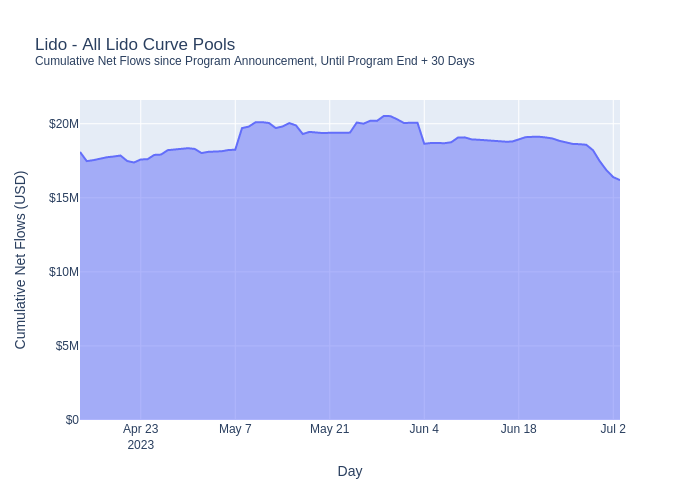 Lido - All Lido Curve Pools
Cumulative Net Flows since Program Announcement, Until Program End + 30 Days
Cumulative Net Flows (USD)
$20M
$15M
$10M
$5M
$0
Apr 23
2023
May 7
May 21
Jun 4
Jun 18
Jul 2
Day